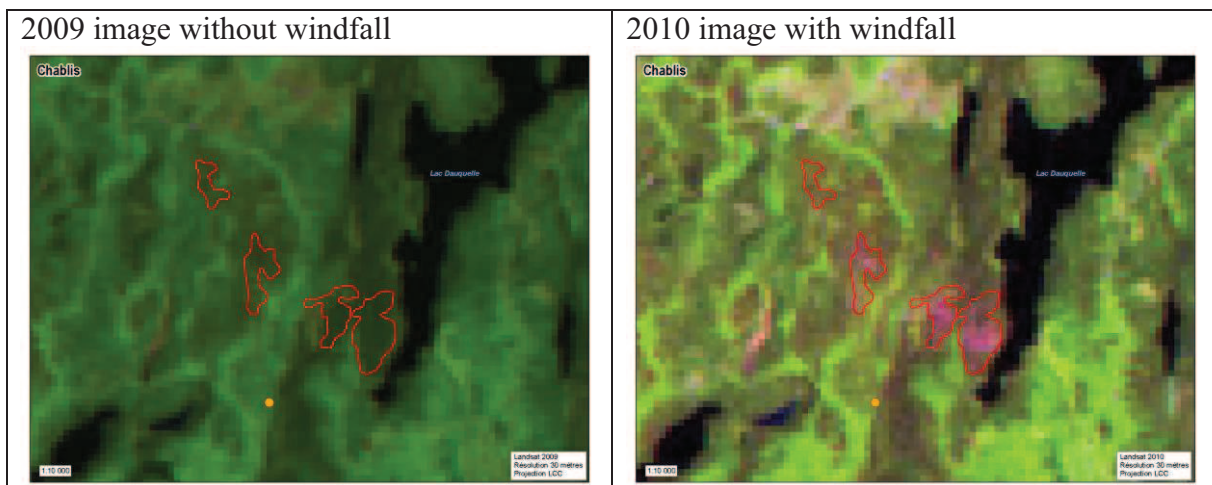 2009 image without windfall
2010 image with windfall
Chablis
Lac Dauquelle
1:10 000
Landsat 2009
Résolution 30 mètres
Projection LCC
Chablis
Lac Dauquelle
1:10 000
Landsat 2010
Résolution 30 mètres
Projection LCC